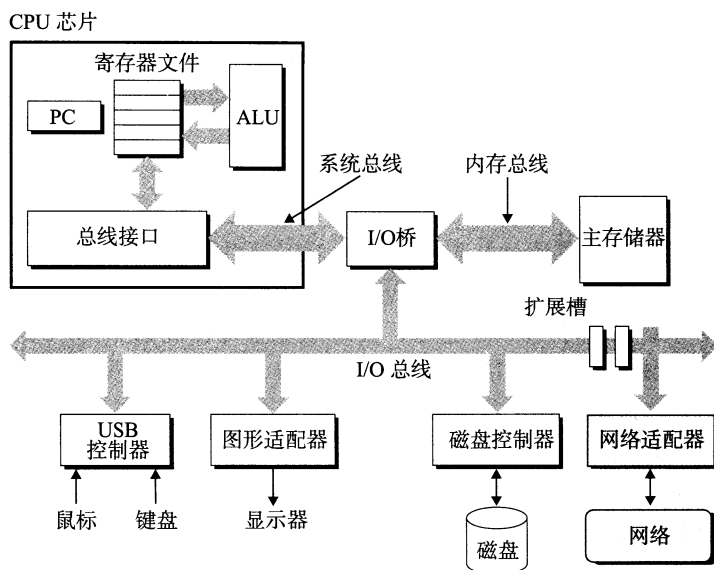 CPU 芯片
寄存器文件
PC
ALU
系统总线
内存总线
总线接口
I/O桥
主存储器
扩展槽
I/O 总线
USB
控制器
图形适配器
磁盘控制器
网络适配器
鼠标
键盘
显示器
磁盘
网络